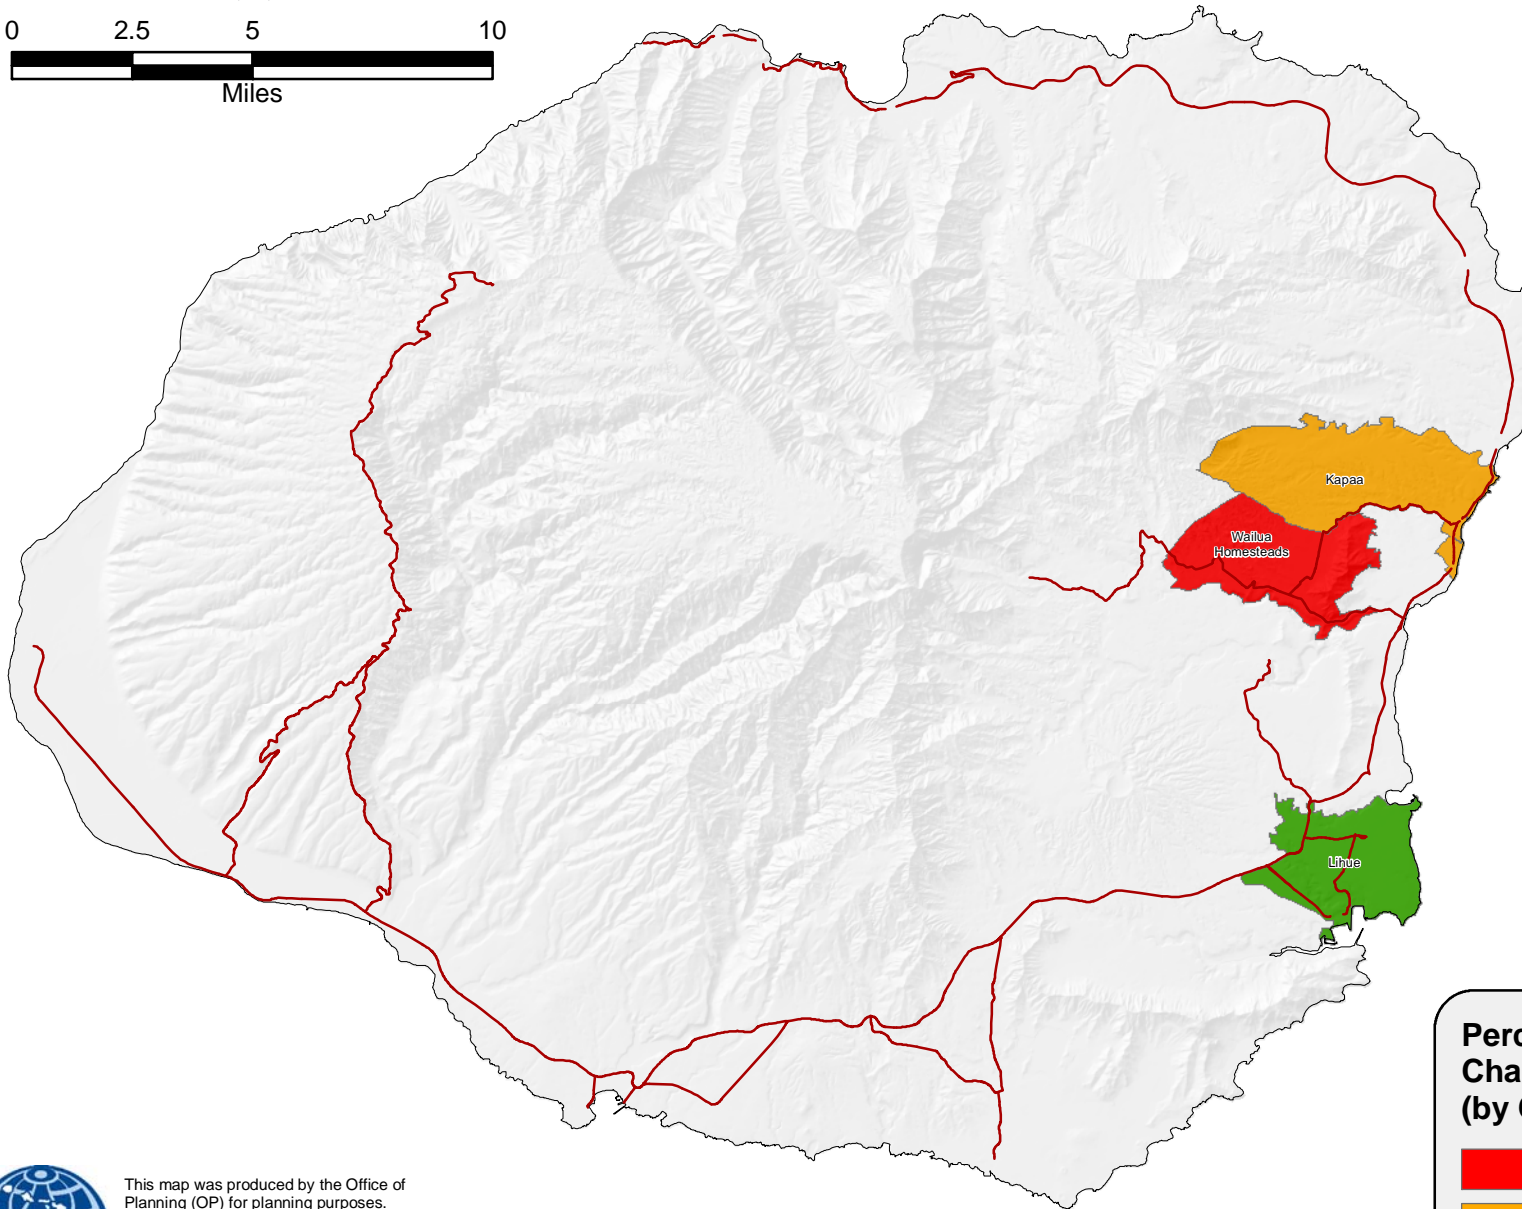 0 2.5 5 10
Miles
Kapaa
Wailua
Homesteads
Lihue
(by
This map was produced by the Office of
Planning (OP) for planning purposes.